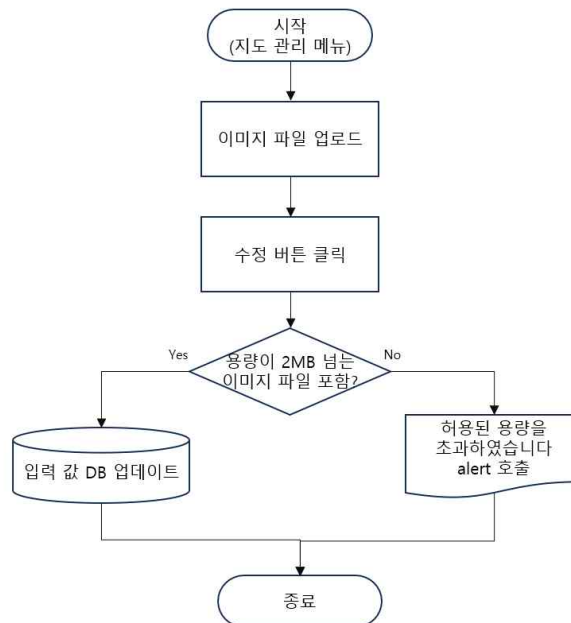 시작
(지도 관리 메뉴)
이미지 파일 업로드
수정 버튼 클릭
용량이 2MB 넘는
이미지 파일 포함?
Yes
No
입력 값 DB 업데이트
허용된 용량을
초과하였습니다
alert 호출
종료